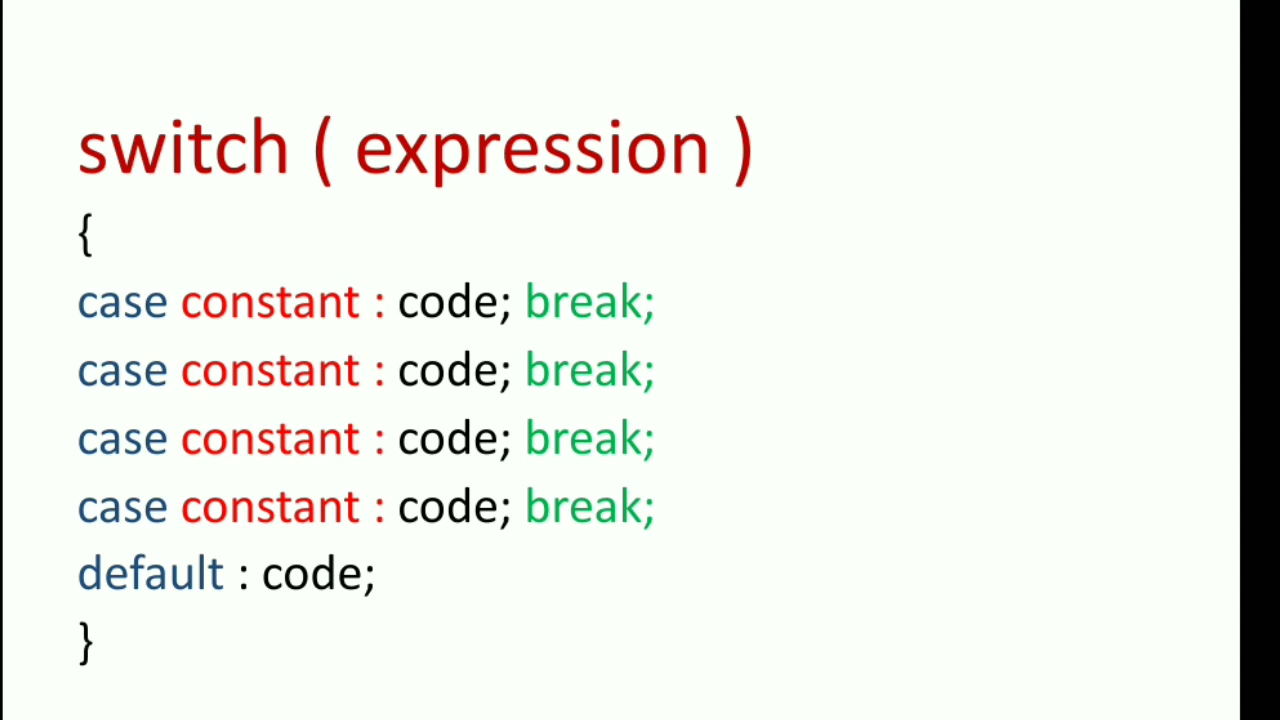 switch ( expression )
{
case constant : code; break;
case constant : code; break;
case constant : code; break;
case constant : code; break;
default : code;
}